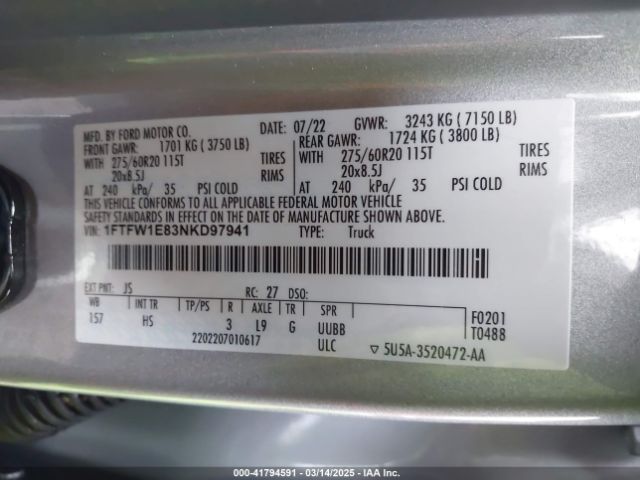 MFD. BY FORD MOTOR CO.
DATE: 07/22 GVWR: 3243 KG ( 7150 LB)
FRONT GAWR: 1701 KG ( 3750 LB)
REAR GAWR: 1724 KG ( 3800 LB)
WITH 275/60R20 115T TIRES
WITH 275/60R20 115T TIRES
20x8.5J RIMS
20x8.5J RIMS
AT 240 kPa/ 35 PSI COLD
AT 240 kPa/ 35 PSI COLD
THIS VEHICLE CONFORMS TO ALL APPLICABLE FEDERAL MOTOR VEHICLE
SAFETY STANDARDS IN EFFECT ON THE DATE OF MANUFACTURE SHOWN ABOVE.
VIN: 1FTFW1E83NKD97941 TYPE: Truck
EXT PNT: JS RC: 27 DSO:
WB INT TR TP/PS R AXLE TR SPR
157 HS 3 L9 G UUBB
2202207010617 ULC
F0201
T0488
▽ 5U5A-3520472-AA
000-41794591 - 03/14/2025 - IAA Inc.